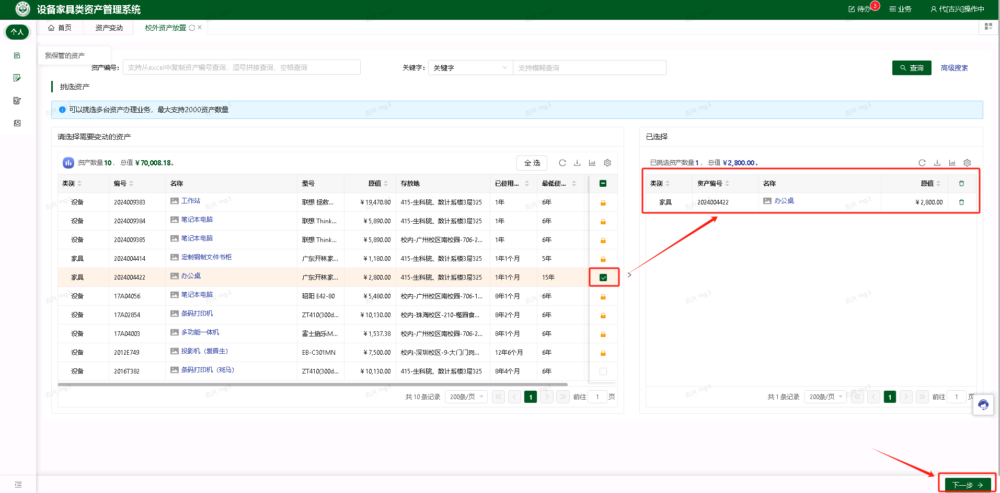 设备家具类资产管理系统
待办 3 业务 代[古兴]操作中
个人 首页 资产变动 校外资产放置
我保管的资产
资产编号: 支持从excel中复制资产编号查询，逗号拼接查询，空格查询 关键字: 关键字 支持模糊查询 查询 高级搜索
挑选资产
可以挑选多台资产办理业务，最大支持2000资产数量
请选择需要变动的资产
资产数量10， 总值￥70,008.18。 全 选
类别 编号 名称 型号 原值 存放地 已使用... 最低使...
设备 2024009383 工作站 联想 拯救... ￥19,470.80 415-生科院、数计系楼3层325 1年 6年
设备 2024009384 笔记本电脑 联想 Think... ￥5,890.00 415-生科院、数计系楼3层325 1年 6年
设备 2024009385 笔记本电脑 联想 Think... ￥5,890.00 校内-广州校区南校园-706-2... 1年 6年
家具 2024004414 定制钢制文件书柜 广东开林家... ￥1,180.00 415-生科院、数计系楼3层325 1年1个月 5年
家具 2024004422 办公桌 广东开林家... ￥2,800.00 415-生科院、数计系楼3层325 1年1个月 15年
设备 17A04056 笔记本电脑 昭阳 E42-80 ￥5,480.00 校内-广州校区南校园-706-1... 8年1个月 6年
设备 17A02854 条码打印机 ZT410(300d... ￥10,130.00 校内-珠海校区-210-榕园食... 8年2个月 6年
设备 17A04003 多功能一体机 富士施乐M... ￥1,537.38 校内-广州校区南校园-706-2... 8年1个月 6年
设备 2012E749 投影机（爱普生） EB-C301MN ￥7,500.00 校内-深圳校区-9-大门门岗... 12年6个月 6年
设备 2016T382 条码打印机（斑马） ZT410(300d... ￥10,130.00 415-生科院、数计系楼3层325 8年4个月 6年
共 10 条记录 200条/页 1 前往 1 页
已选择
已挑选资产数量1， 总值￥2,800.00。
类别 资产编号 名称 原值
家具 2024004422 办公桌 ￥2,800.00
共 1 条记录 200条/页 1 前往 1 页
下一步
古兴 ing3